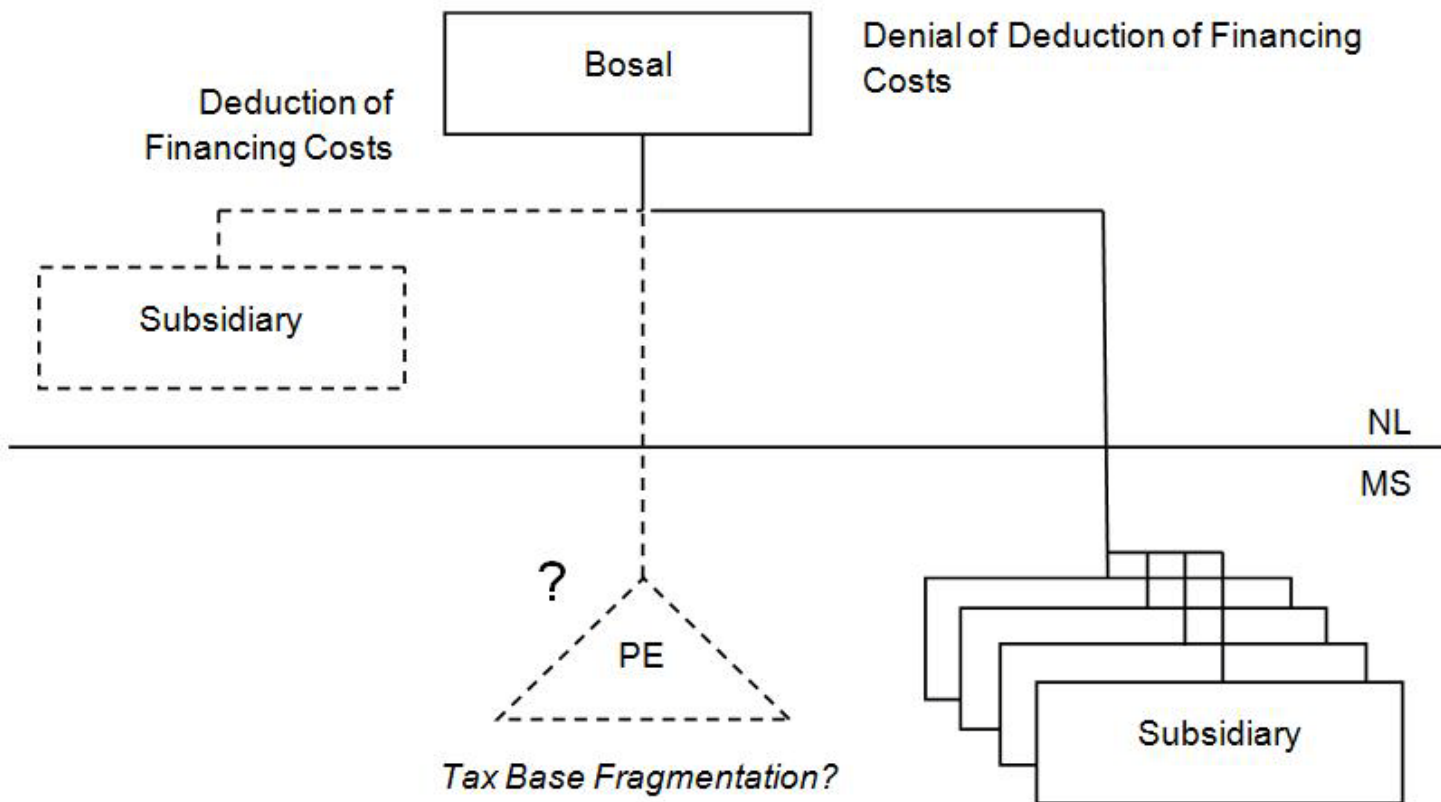 Bosal
Denial of Deduction of Financing
Costs
Deduction of
Financing Costs
Subsidiary
NL
MS
?
PE
Subsidiary
Tax Base Fragmentation?